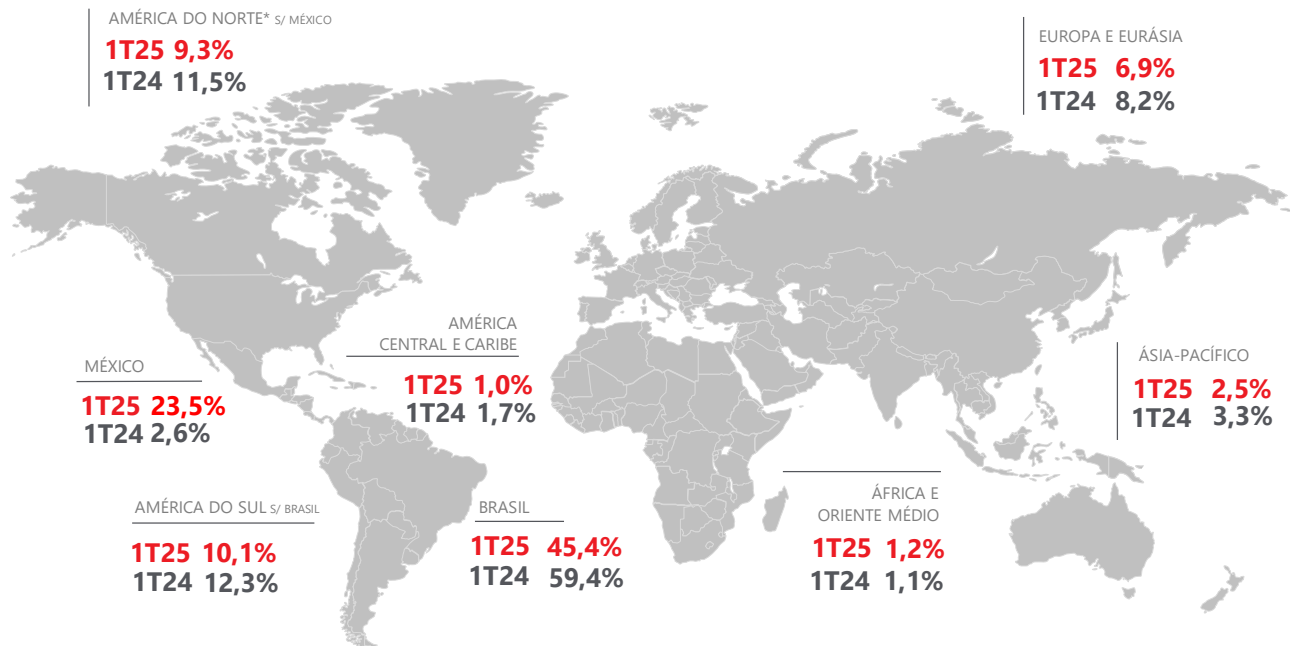 AMÉRICA DO NORTE* S/ MÉXICO
1T25 9,3%
1T24 11,5%
EUROPA E EURÁSIA
1T25 6,9%
1T24 8,2%
AMÉRICA
CENTRAL E CARIBE
1T25 1,0%
1T24 1,7%
MÉXICO
1T25 23,5%
1T24 2,6%
ÁSIA-PACÍFICO
1T25 2,5%
1T24 3,3%
AMÉRICA DO SUL S/ BRASIL
1T25 10,1%
1T24 12,3%
BRASIL
1T25 45,4%
1T24 59,4%
ÁFRICA E
ORIENTE MÉDIO
1T25 1,2%
1T24 1,1%